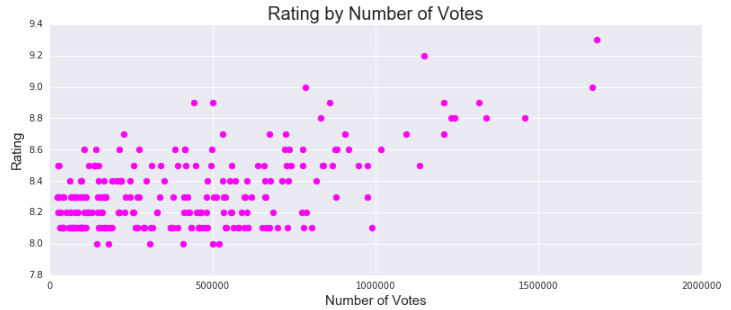 Rating by Number of Votes
9.4
9.2
9.0
8.8
8.6
8.4
8.2
8.0
7.8
Rating
0 500000 1000000 1500000 2000000
Number of Votes